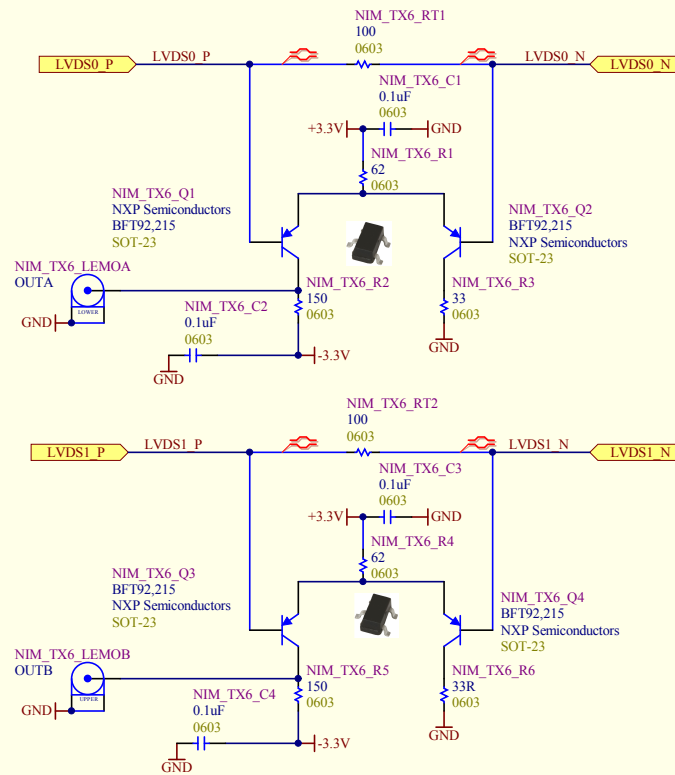 NIM_TX6_RT1
100
0603
LVDS0_P
LVDS0_P
LVDS0_N
LVDS0_N
NIM_TX6_C1
0.1uF
0603
+3.3V
GND
NIM_TX6_R1
62
0603
NIM_TX6_Q1
NXP Semiconductors
BFT92,215
SOT-23
NIM_TX6_Q2
BFT92,215
NXP Semiconductors
SOT-23
NIM_TX6_LEMOA
OUTA
LOWER
GND
NIM_TX6_R2
150
0603
NIM_TX6_R3
33
0603
GND
NIM_TX6_C2
0.1uF
0603
GND
-3.3V
NIM_TX6_RT2
100
0603
LVDS1_P
LVDS1_P
LVDS1_N
LVDS1_N
NIM_TX6_C3
0.1uF
0603
+3.3V
GND
NIM_TX6_R4
62
0603
NIM_TX6_Q3
BFT92,215
NXP Semiconductors
SOT-23
NIM_TX6_Q4
BFT92,215
NXP Semiconductors
SOT-23
NIM_TX6_LEMOB
OUTB
UPPER
GND
NIM_TX6_R5
150
0603
NIM_TX6_R6
33R
0603
GND
NIM_TX6_C4
0.1uF
0603
GND
-3.3V